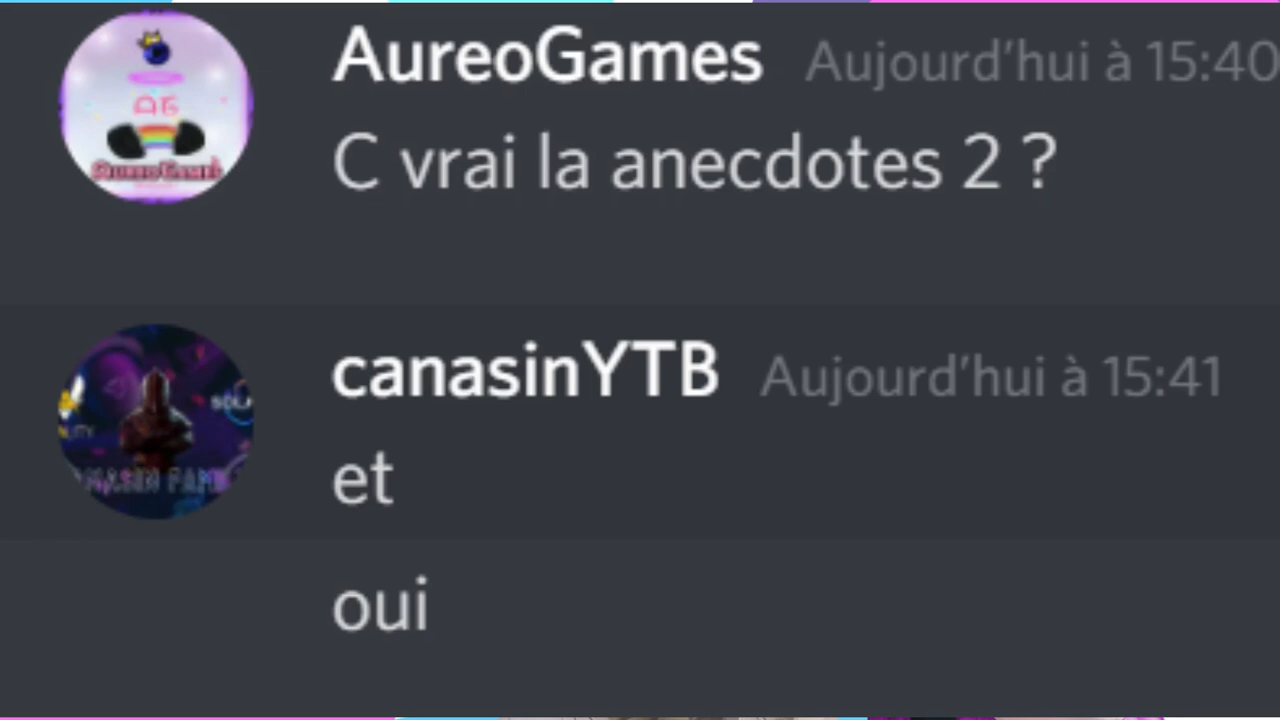 AureoGames Aujourd'hui à 15:40
C vrai la anecdotes 2 ?
canasinYTB Aujourd'hui à 15:41
et
oui